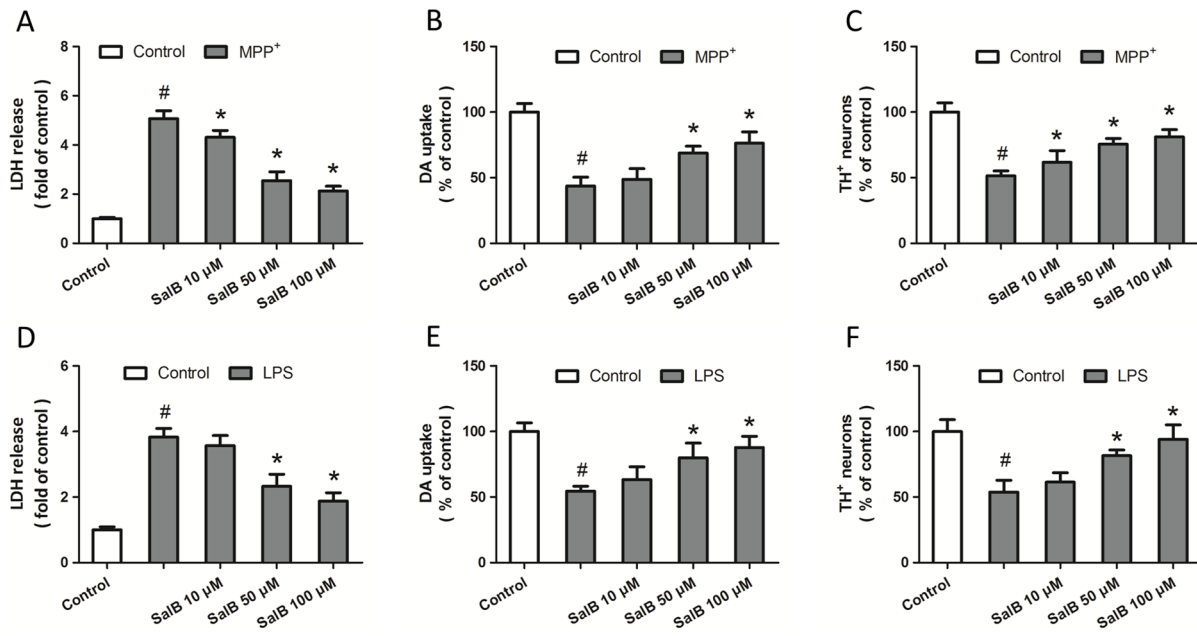 A
Control MPP⁺
LDH release
( fold of control )
8
6
4
2
0
#
*
*
*
Control
SalB 10 μM
SalB 50 μM
SalB 100 μM
B
Control MPP⁺
DA uptake
( % of control )
150
100
50
0
#
*
*
Control
SalB 10 μM
SalB 50 μM
SalB 100 μM
C
Control MPP⁺
TH⁺ neurons
( % of control )
150
100
50
0
#
*
*
*
Control
SalB 10 μM
SalB 50 μM
SalB 100 μM
D
Control LPS
LDH release
( fold of control )
6
4
2
0
#
*
*
Control
SalB 10 μM
SalB 50 μM
SalB 100 μM
E
Control LPS
DA uptake
( % of control )
150
100
50
0
#
*
*
Control
SalB 10 μM
SalB 50 μM
SalB 100 μM
F
Control LPS
TH⁺ neurons
( % of control )
150
100
50
0
#
*
*
Control
SalB 10 μM
SalB 50 μM
SalB 100 μM